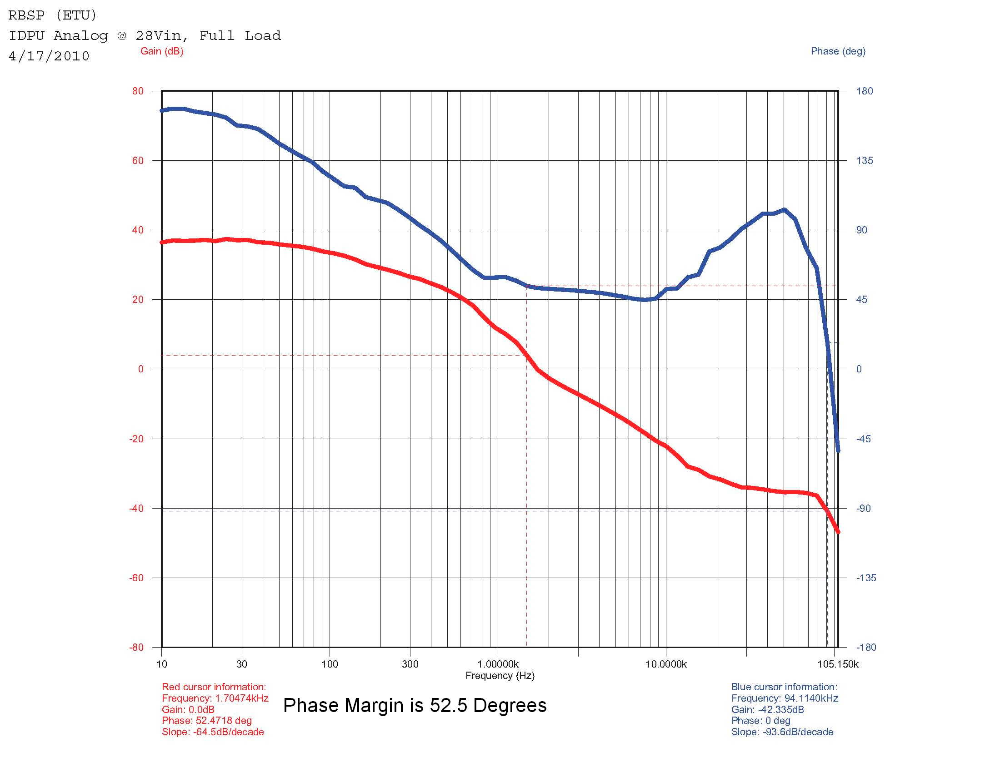 RBSP (ETU)
IDPU Analog @ 28Vin, Full Load
4/17/2010
Gain (dB)
Phase (deg)
80
60
40
20
0
-20
-40
-60
-80
180
135
90
45
0
-45
-90
-135
-180
10 30 100 300 1.00000k 10.0000k 105.150k
Frequency (Hz)
Red cursor information:
Frequency: 1.70474kHz
Gain: 0.0dB
Phase: 52.4718 deg
Slope: -64.5dB/decade
Phase Margin is 52.5 Degrees
Blue cursor information:
Frequency: 94.1140kHz
Gain: -42.335dB
Phase: 0 deg
Slope: -93.6dB/decade